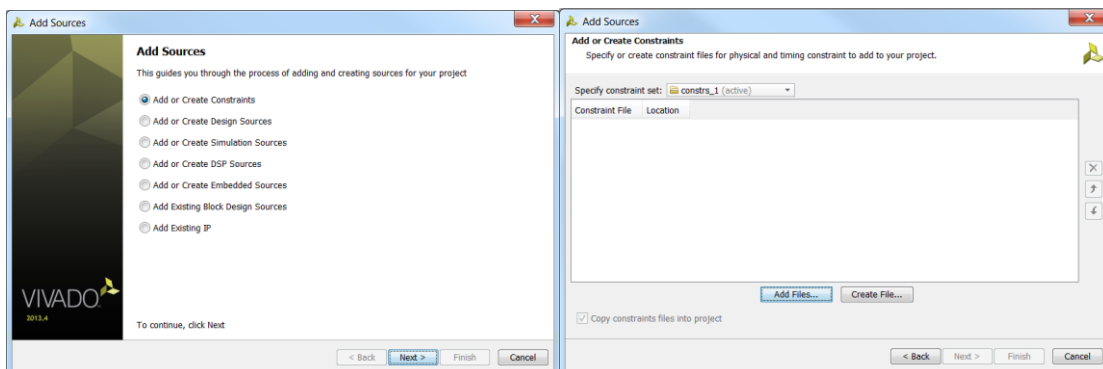 Add Sources
Add Sources
This guides you through the process of adding and creating sources for your project
Add or Create Constraints
Add or Create Design Sources
Add or Create Simulation Sources
Add or Create DSP Sources
Add or Create Embedded Sources
Add Existing Block Design Sources
Add Existing IP
VIVADO
2013.4
To continue, click Next
< Back
Next >
Finish
Cancel
Add Sources
Add or Create Constraints
Specify or create constraint files for physical and timing constraint to add to your project.
Specify constraint set: constrs_1 (active)
Constraint File Location
Add Files... Create File...
Copy constraints files into project
< Back
Next >
Finish
Cancel